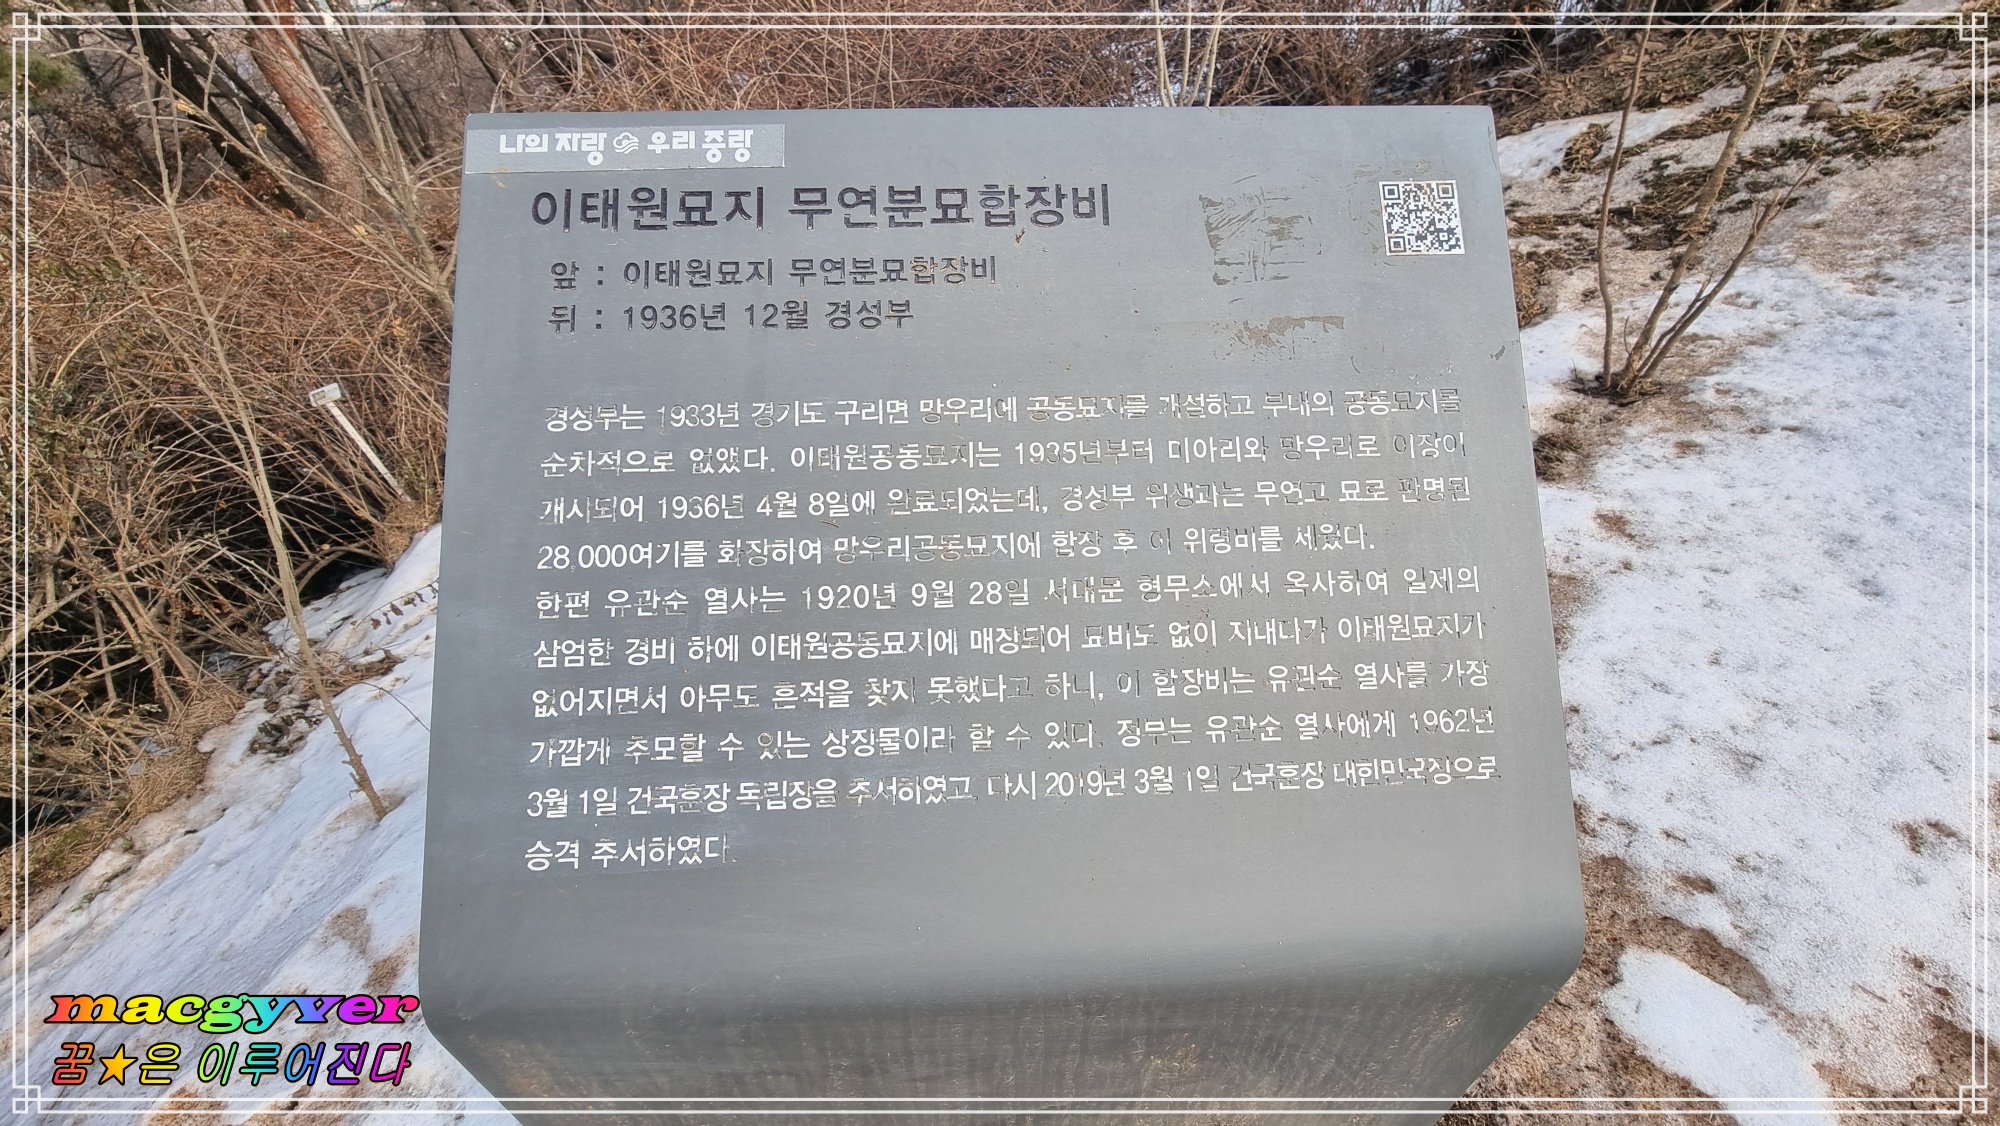 나의 자랑 우리 중랑
이태원묘지 무연분묘합장비
앞 : 이태원묘지 무연분묘합장비
뒤 : 1936년 12월 경성부
경성부는 1933년 경기도 구리면 망우리에 공동묘지를 개설하고 부내의 공동묘지를
순차적으로 없앴다. 이태원공동묘지는 1935년부터 미아리와 망우리로 이장이
개시되어 1936년 4월 8일에 완료되었는데, 경성부 위생과는 무연고 묘로 판명된
28,000여기를 화장하여 망우리공동묘지에 합장 후 이 위령비를 세웠다.
한편 유관순 열사는 1920년 9월 28일 서대문 형무소에서 옥사하여 일제의
삼엄한 경비 하에 이태원공동묘지에 매장되어 묘비도 없이 지내다가 이태원묘지가
없어지면서 아무도 흔적을 찾지 못했다고 하니, 이 합장비는 유관순 열사를 가장
가깝게 추모할 수 있는 상징물이라 할 수 있다. 정부는 유관순 열사에게 1962년
3월 1일 건국훈장 독립장을 추서하였고, 다시 2019년 3월 1일 건국훈장 대한민국장으로
승격 추서하였다.
macgyver
꿈★은 이루어진다